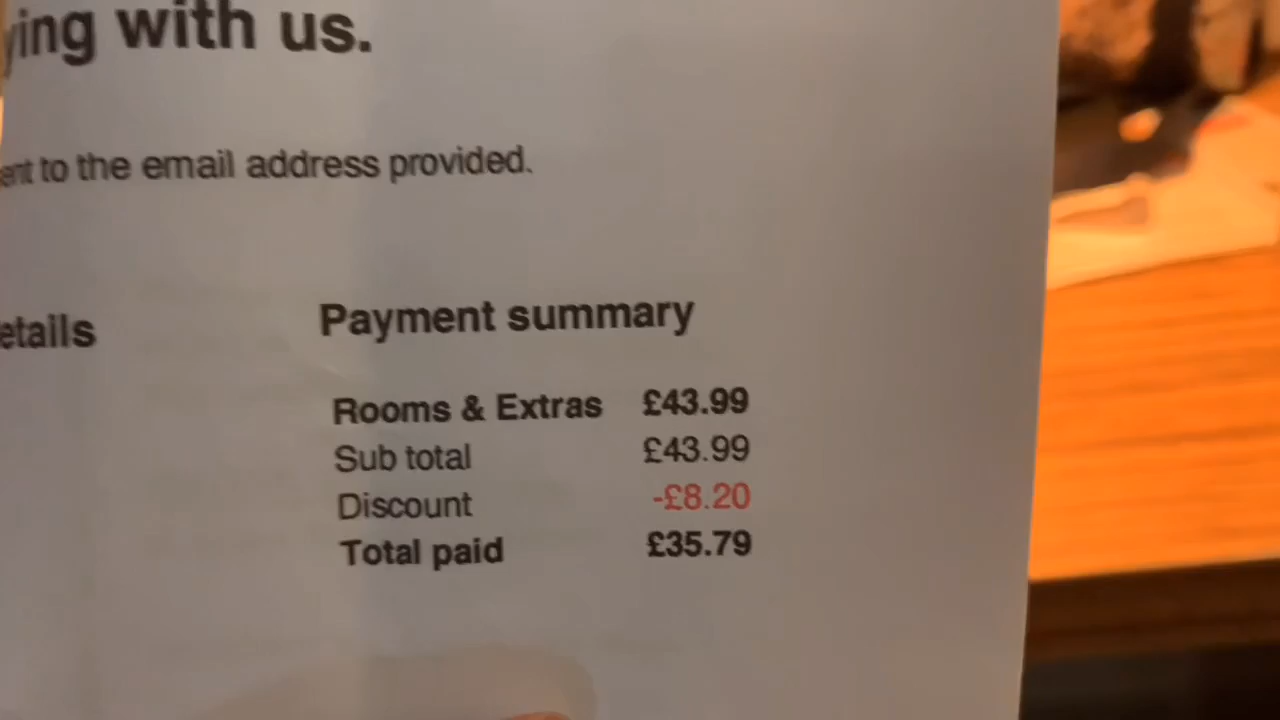 ying with us.
ent to the email address provided.
etails
Payment summary
Rooms & Extras £43.99
Sub total £43.99
Discount -£8.20
Total paid £35.79